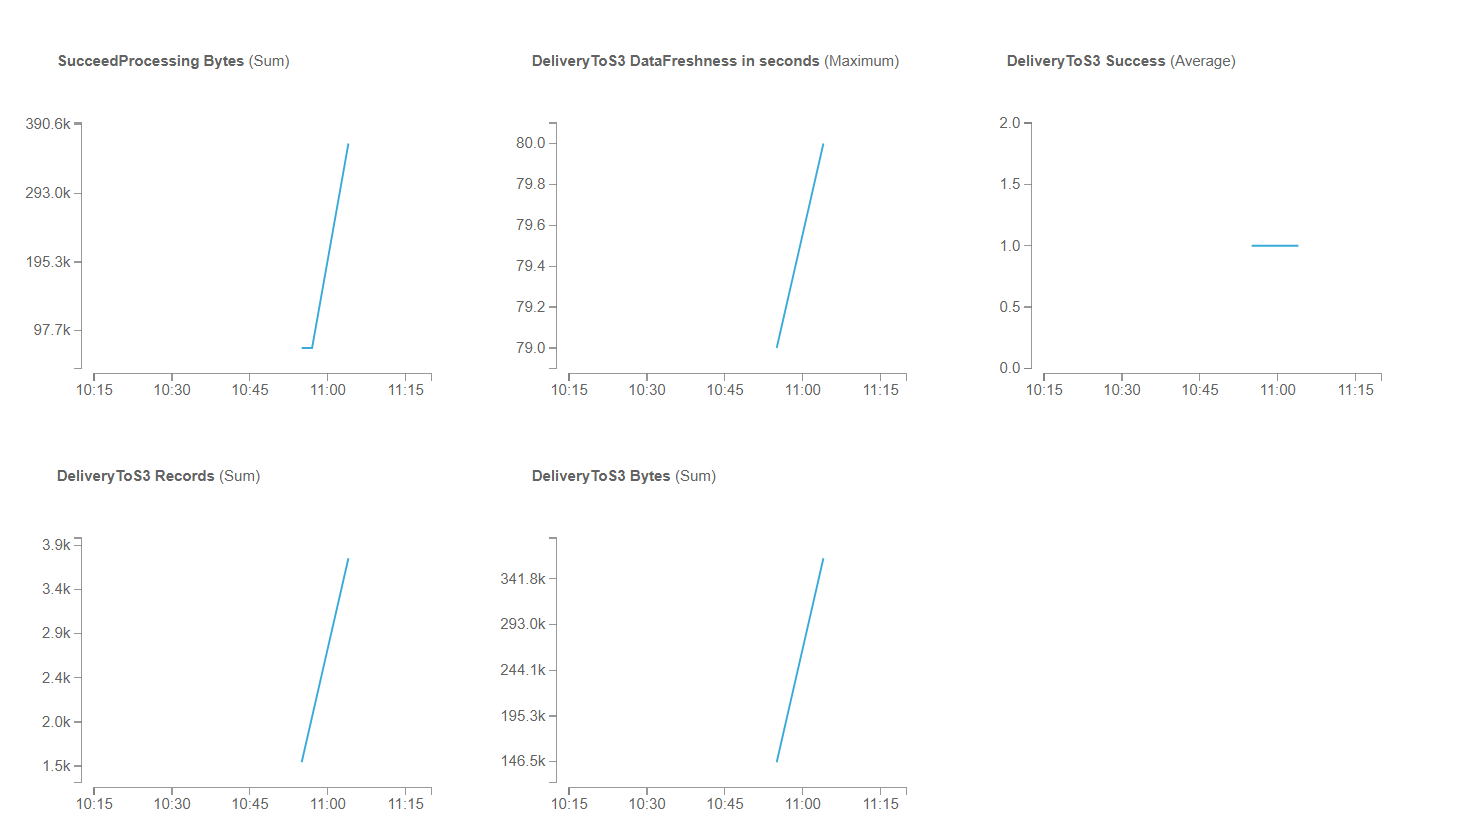 SucceedProcessing Bytes (Sum)
390.6k
293.0k
195.3k
97.7k
10:15 10:30 10:45 11:00 11:15
DeliveryToS3 DataFreshness in seconds (Maximum)
80.0
79.8
79.6
79.4
79.2
79.0
10:15 10:30 10:45 11:00 11:15
DeliveryToS3 Success (Average)
2.0
1.5
1.0
0.5
0.0
10:15 10:30 10:45 11:00 11:15
DeliveryToS3 Records (Sum)
3.9k
3.4k
2.9k
2.4k
2.0k
1.5k
10:15 10:30 10:45 11:00 11:15
DeliveryToS3 Bytes (Sum)
341.8k
293.0k
244.1k
195.3k
146.5k
10:15 10:30 10:45 11:00 11:15